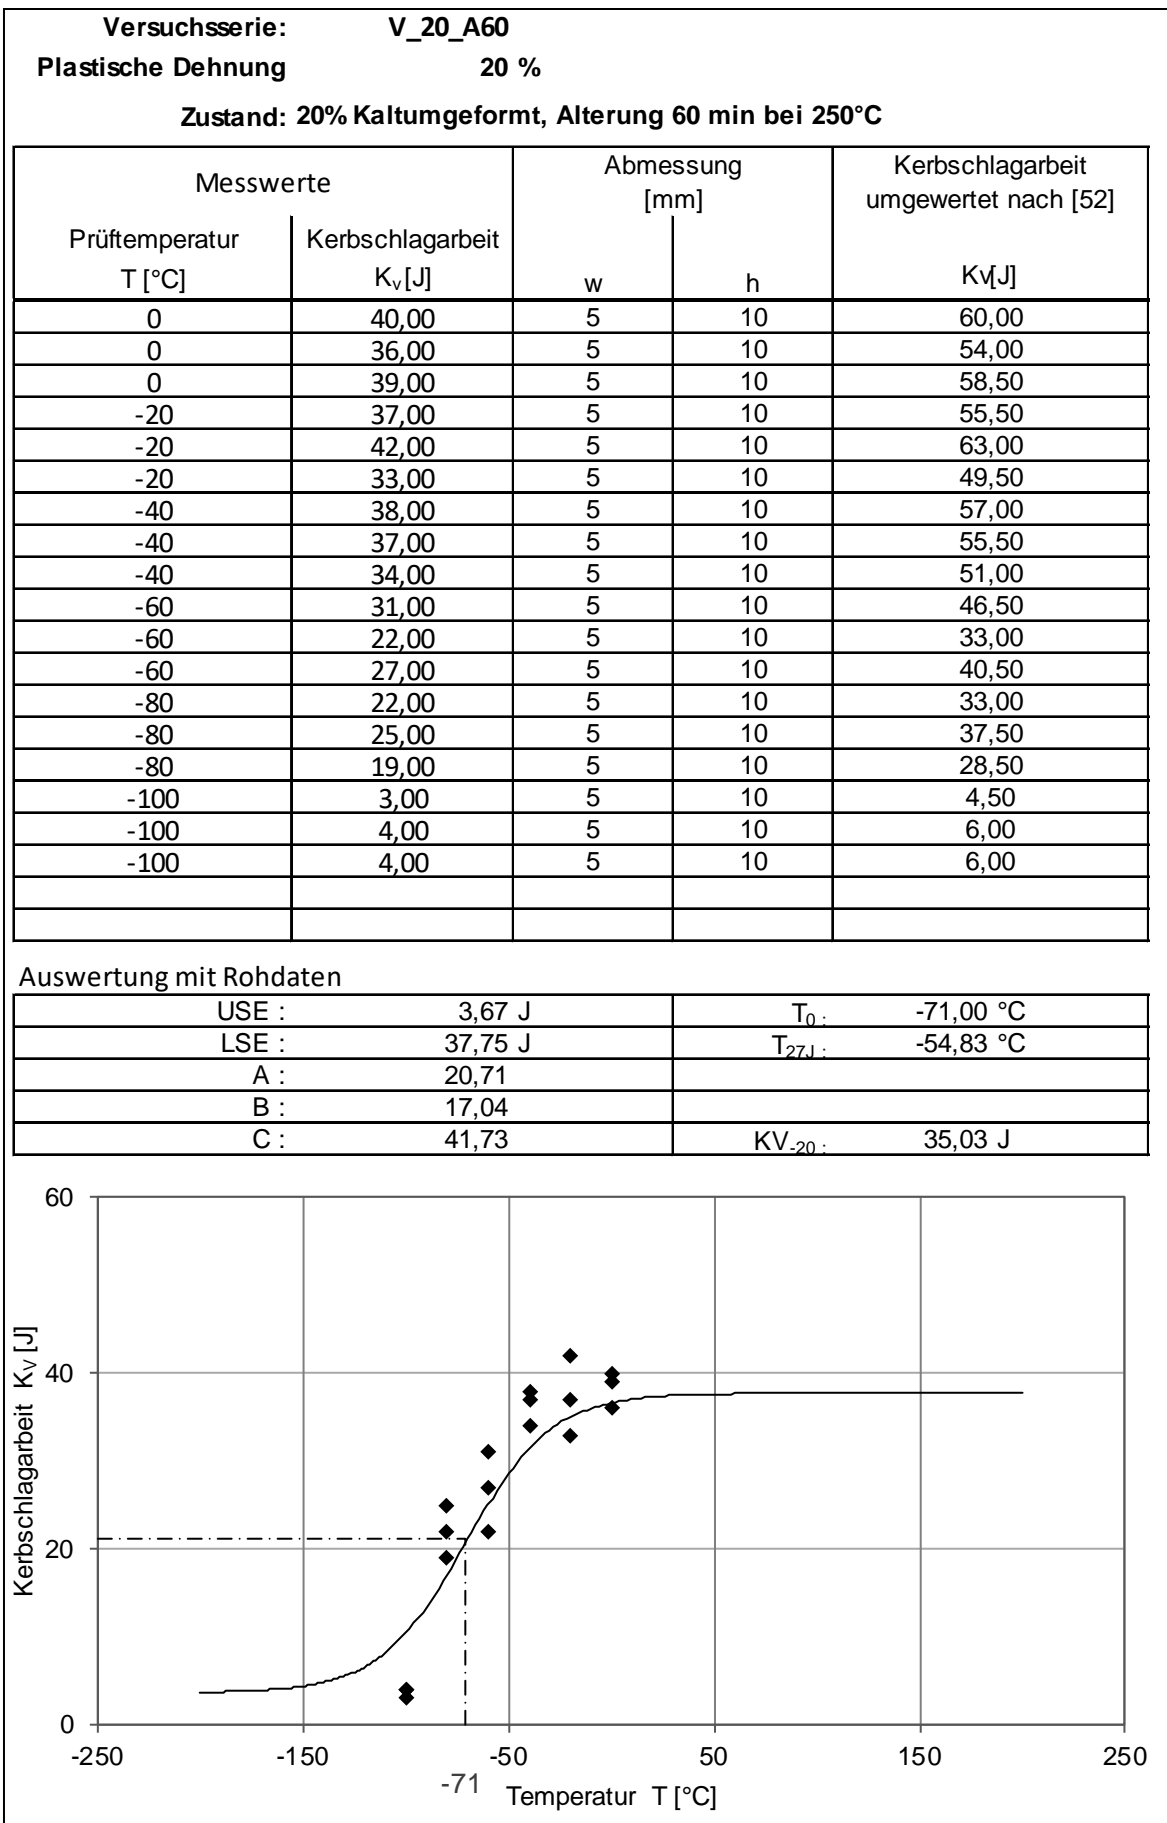 Versuchsserie: V_20_A60
Plastische Dehnung 20 %
Zustand: 20% Kaltumgeformt, Alterung 60 min bei 250°C
Messwerte Abmessung [mm] Kerbschlagarbeit umgewertet nach [52]
Prüftemperatur Kerbschlagarbeit
T [°C] Kv [J] w h Kv[J]
0 40,00 5 10 60,00
0 36,00 5 10 54,00
0 39,00 5 10 58,50
-20 37,00 5 10 55,50
-20 42,00 5 10 63,00
-20 33,00 5 10 49,50
-40 38,00 5 10 57,00
-40 37,00 5 10 55,50
-40 34,00 5 10 51,00
-60 31,00 5 10 46,50
-60 22,00 5 10 33,00
-60 27,00 5 10 40,50
-80 22,00 5 10 33,00
-80 25,00 5 10 37,50
-80 19,00 5 10 28,50
-100 3,00 5 10 4,50
-100 4,00 5 10 6,00
-100 4,00 5 10 6,00
Auswertung mit Rohdaten
USE : 3,67 J T0 : -71,00 °C
LSE : 37,75 J T27J : -54,83 °C
A : 20,71
B : 17,04
C : 41,73 KV-20 : 35,03 J
60
40
20
0
Kerbschlagarbeit KV [J]
-250 -150 -50 50 150 250
-71
Temperatur T [°C]